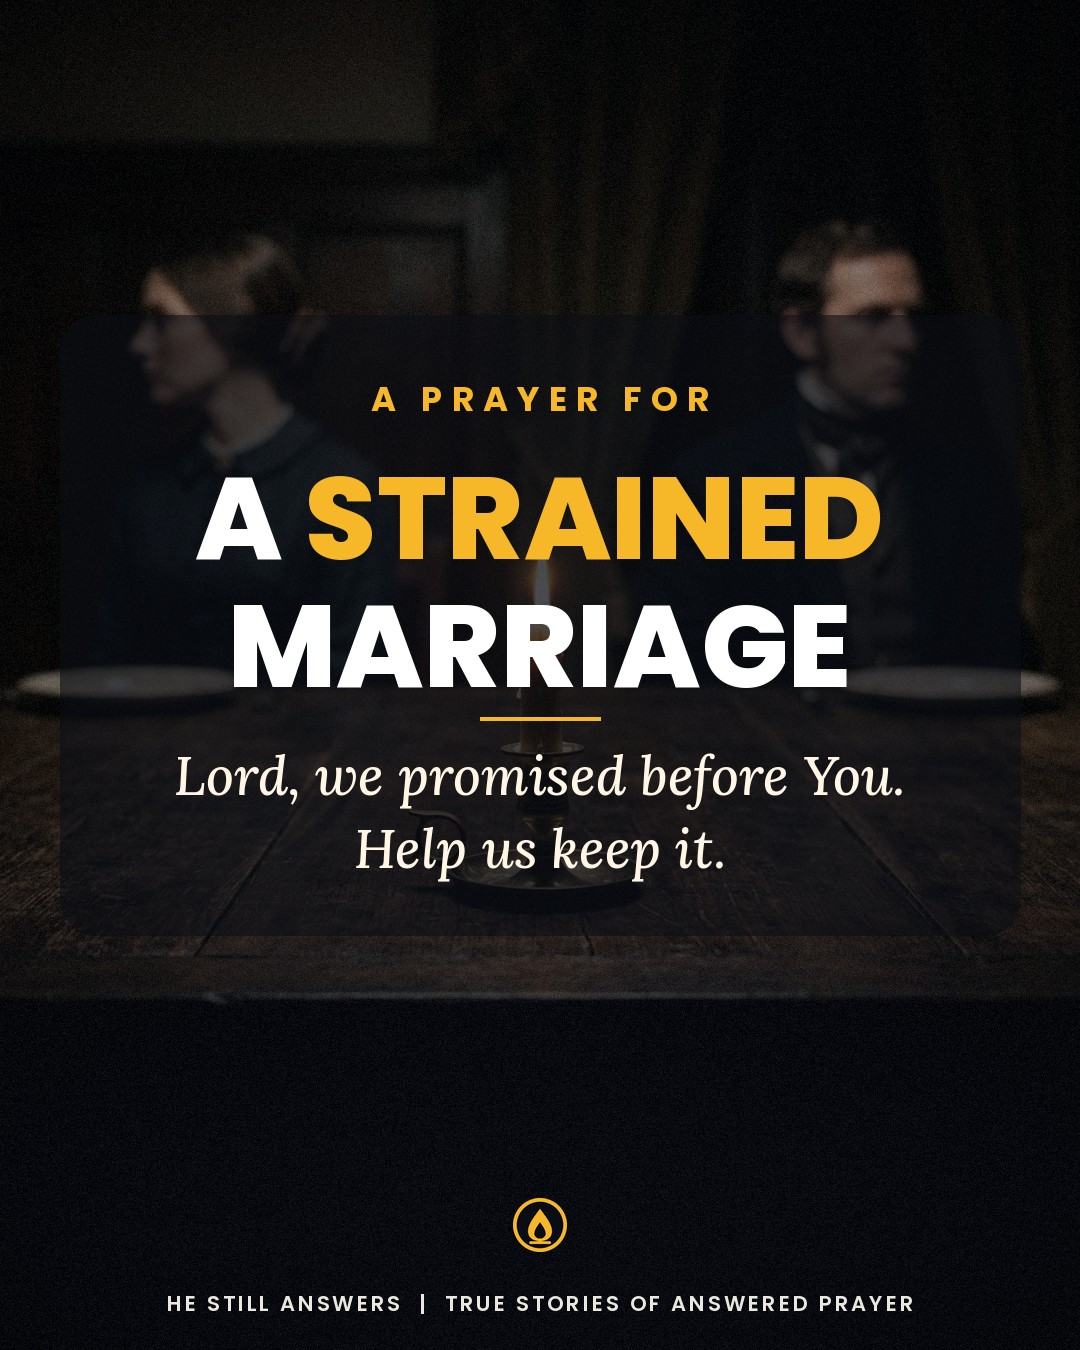 A PRAYER FOR
A STRAINED
MARRIAGE
Lord, we promised before You.
Help us keep it.
HE STILL ANSWERS | TRUE STORIES OF ANSWERED PRAYER